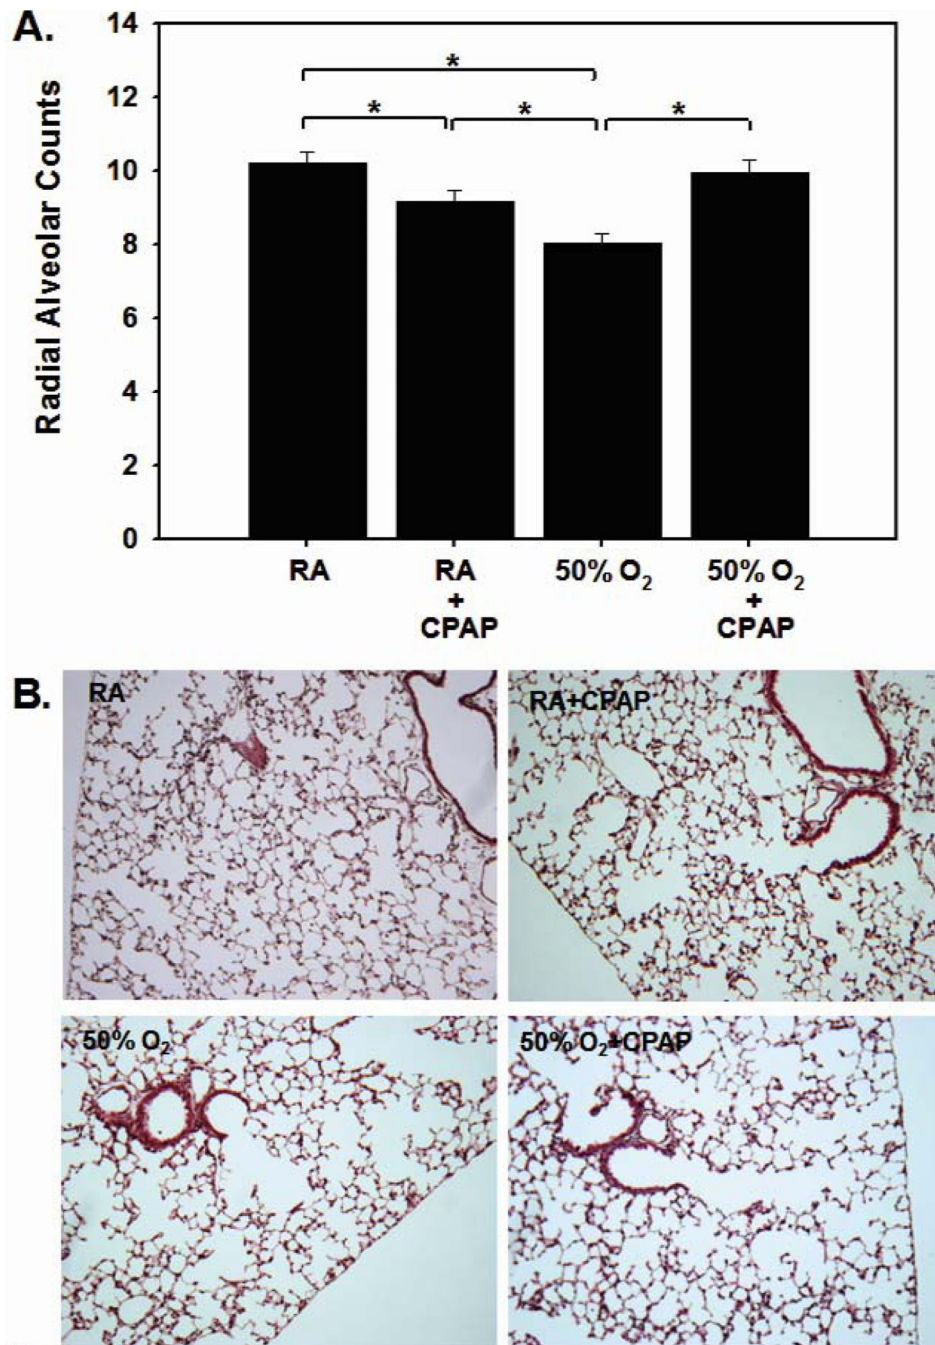 A.
Radial Alveolar Counts
14
12
10
8
6
4
2
0
*
*
*
*
RA
RA
+
CPAP
50% O₂
50% O₂
+
CPAP
B.
RA
RA+CPAP
50% O₂
50% O₂+CPAP